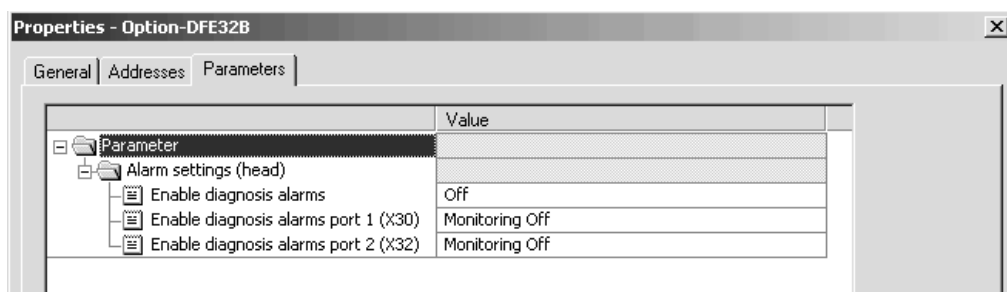 Properties - Option-DFE32B
General Addresses Parameters
Value
Parameter
Alarm settings (head)
Enable diagnosis alarms Off
Enable diagnosis alarms port 1 (X30) Monitoring Off
Enable diagnosis alarms port 2 (X32) Monitoring Off